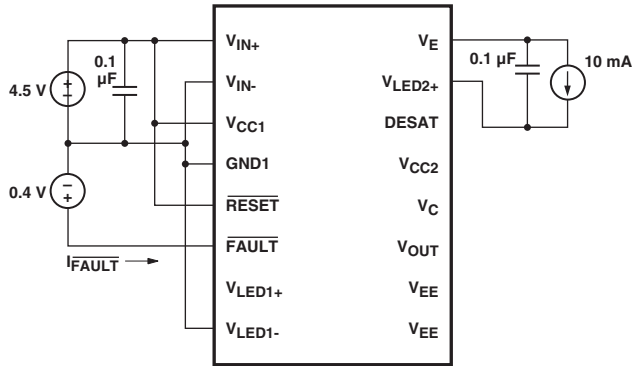 4.5 V
0.1
µF
0.4 V
I_FAULT
V_IN+
V_IN-
V_CC1
GND1
RESET
FAULT
V_LED1+
V_LED1-
V_E
V_LED2+
DESAT
V_CC2
V_C
V_OUT
V_EE
V_EE
0.1 µF
10 mA